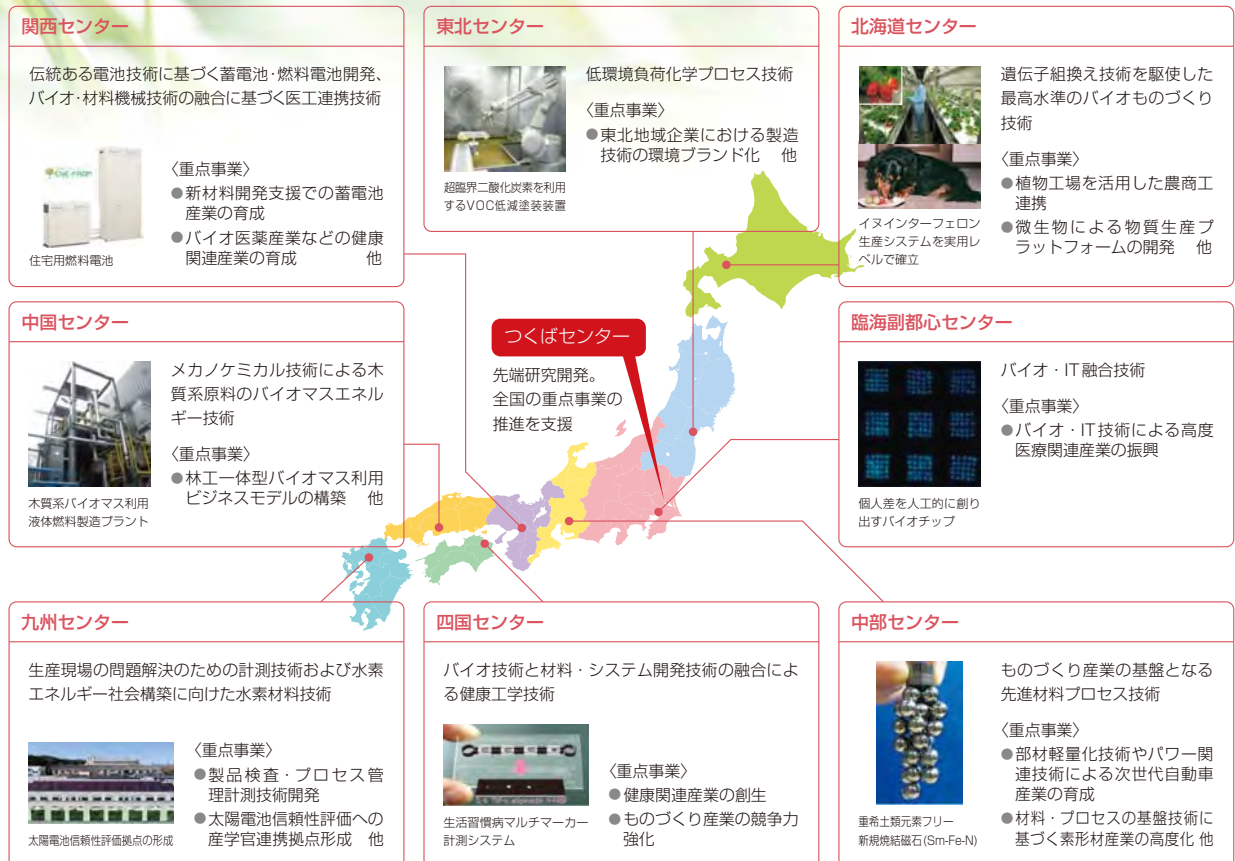 関西センター
伝統ある電池技術に基づく蓄電池・燃料電池開発、
バイオ・材料機械技術の融合に基づく医工連携技術
住宅用燃料電池
〈重点事業〉
●新材料開発支援での蓄電池
産業の育成
●バイオ医薬産業などの健康
関連産業の育成 他
東北センター
低環境負荷化学プロセス技術
〈重点事業〉
●東北地域企業における製造
技術の環境ブランド化 他
超臨界二酸化炭素を利用
するVOC低減塗装装置
北海道センター
遺伝子組換え技術を駆使した
最高水準のバイオものづくり
技術
〈重点事業〉
●植物工場を活用した農商工
連携
●微生物による物質生産プ
ラットフォームの開発 他
イヌインターフェロン
生産システムを実用レ
ベルで確立
中国センター
メカノケミカル技術による木
質系原料のバイオマスエネル
ギー技術
〈重点事業〉
●林工一体型バイオマス利用
ビジネスモデルの構築 他
木質系バイオマス利用
液体燃料製造プラント
つくばセンター
先端研究開発。
全国の重点事業の
推進を支援
臨海副都心センター
バイオ・IT融合技術
〈重点事業〉
●バイオ・IT技術による高度
医療関連産業の振興
個人差を人工的に創り
出すバイオチップ
九州センター
生産現場の問題解決のための計測技術および水素
エネルギー社会構築に向けた水素材料技術
〈重点事業〉
●製品検査・プロセス管
理計測技術開発
●太陽電池信頼性評価への
産学官連携拠点形成 他
太陽電池信頼性評価拠点の形成
四国センター
バイオ技術と材料・システム開発技術の融合によ
る健康工学技術
〈重点事業〉
●健康関連産業の創生
●ものづくり産業の競争力
強化
生活習慣病マルチマーカー
計測システム
中部センター
ものづくり産業の基盤となる
先進材料プロセス技術
〈重点事業〉
●部材軽量化技術やパワー関
連技術による次世代自動車
産業の育成
●材料・プロセスの基盤技術に
基づく素形材産業の高度化 他
重希土類元素フリー
新規焼結磁石(Sm-Fe-N)